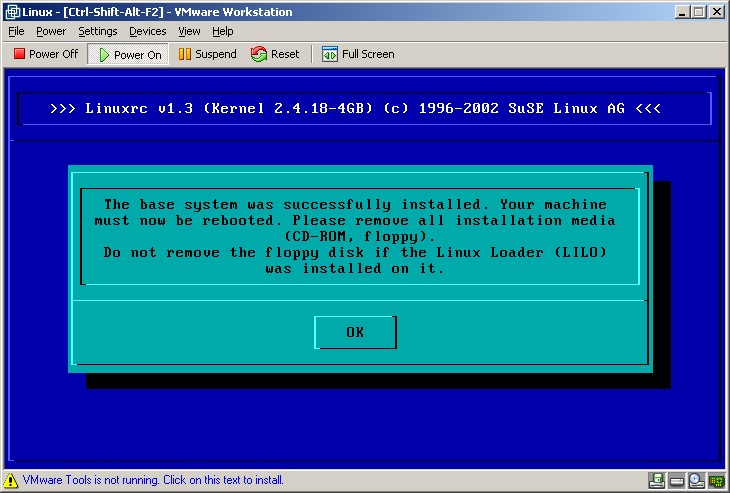 Linux - [Ctrl-Shift-Alt-F2] - VMware Workstation
File Power Settings Devices View Help
Power Off Power On Suspend Reset Full Screen
>>> Linuxrc v1.3 (Kernel 2.4.18-4GB) (c) 1996-2002 SuSE Linux AG <<<
The base system was successfully installed. Your machine
must now be rebooted. Please remove all installation media
(CD-ROM, floppy).
Do not remove the floppy disk if the Linux Loader (LILO)
was installed on it.
OK
VMware Tools is not running. Click on this text to install.